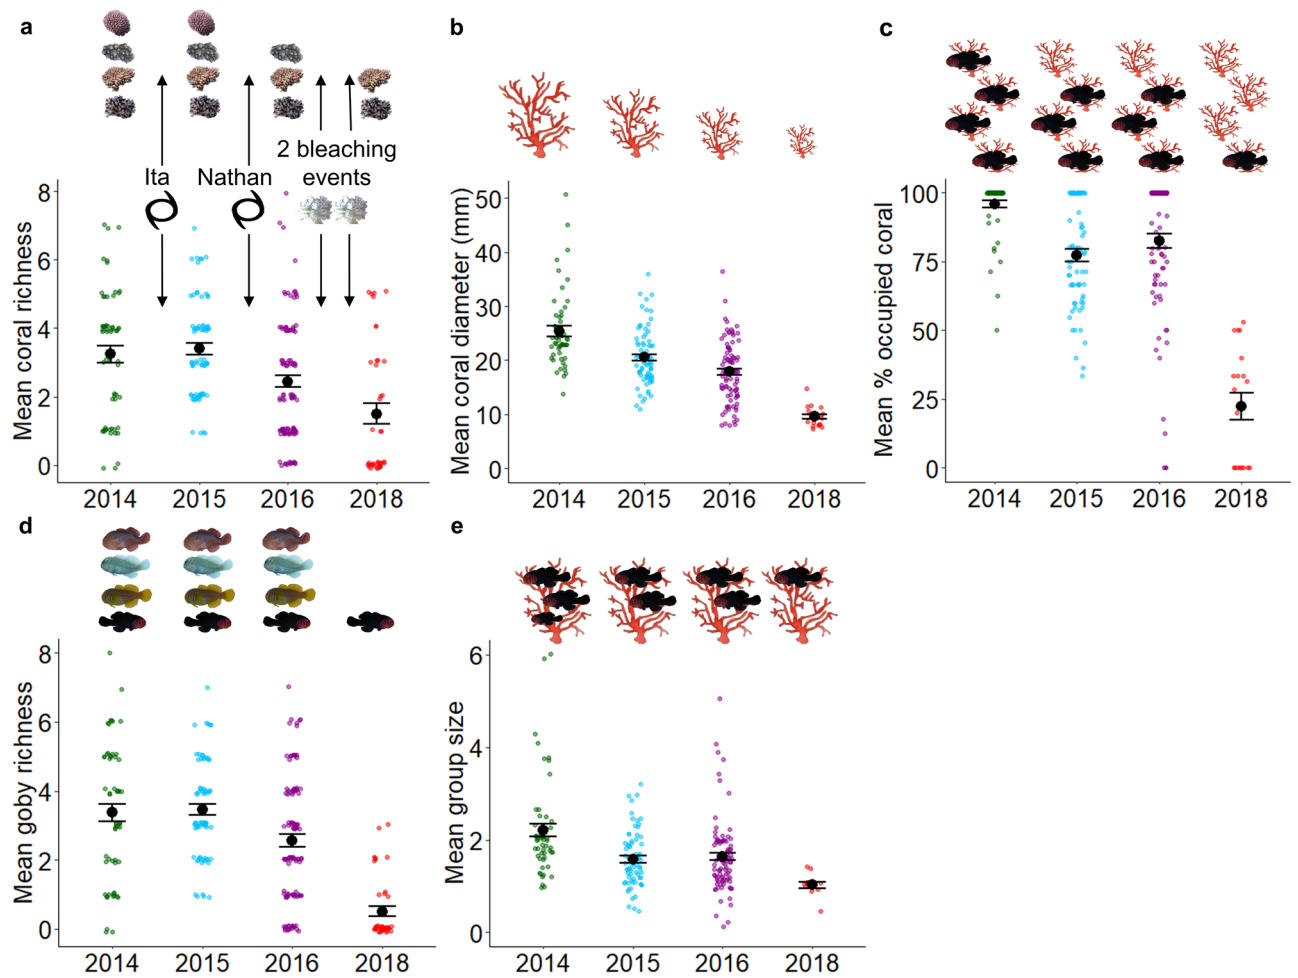 a
Ita
Nathan
2 bleaching
events
Mean coral richness
8
6
4
2
0
2014 2015 2016 2018
b
Mean coral diameter (mm)
50
40
30
20
10
0
2014 2015 2016 2018
c
Mean % occupied coral
100
75
50
25
0
2014 2015 2016 2018
d
Mean goby richness
8
6
4
2
0
2014 2015 2016 2018
e
Mean group size
6
4
2
0
2014 2015 2016 2018